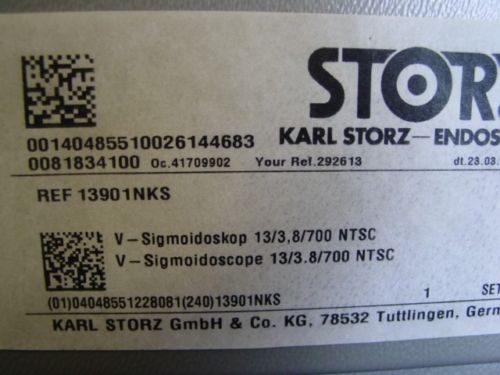 STOR
KARL STORZ—ENDOS
00140485510026144683
0081834100 Oc.41709902 Your Ref.292613 dt.23.03.
REF 13901NKS
V-Sigmoidoskop 13/3,8/700 NTSC
V-Sigmoidoscope 13/3.8/700 NTSC
(01)04048551228081(240)13901NKS 1 SET
KARL STORZ GmbH & Co. KG, 78532 Tuttlingen, Germ